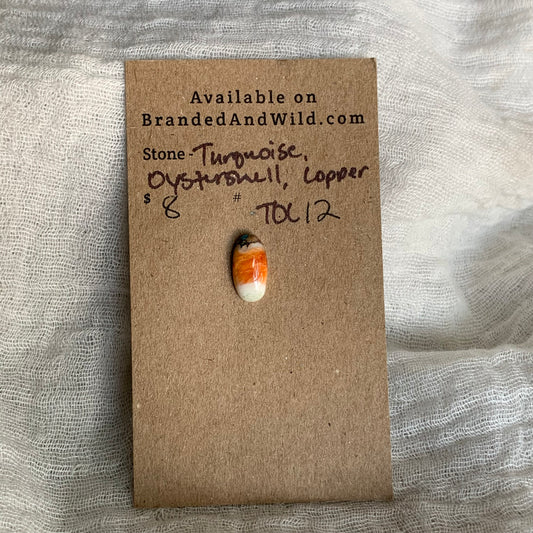 Available on
BrandedAndWild.com
Stone - Turquoise,
Oystershell, Copper
$ 8 # TOC12